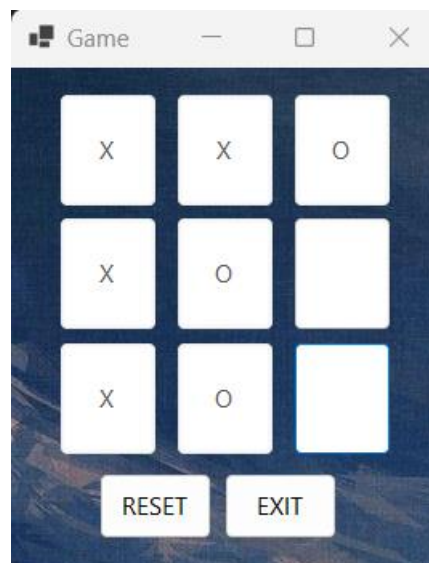 Game
X X O
X O
X O
RESET EXIT